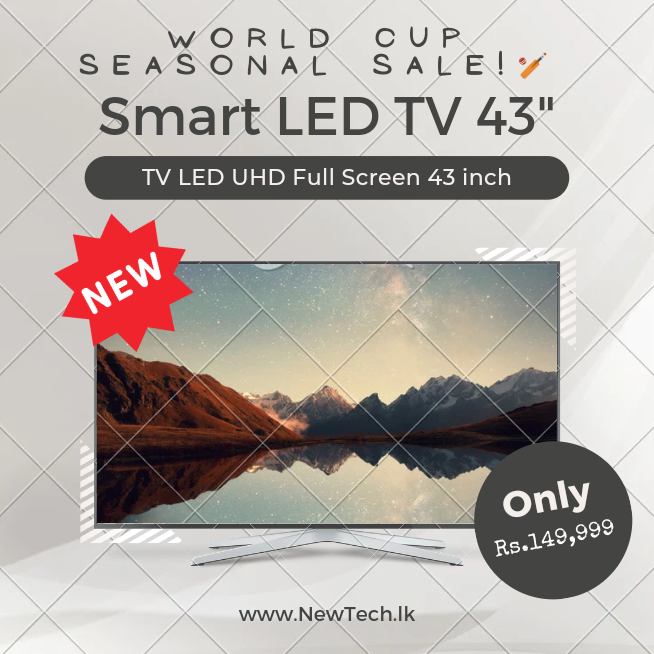 WORLD CUP
SEASONAL SALE!🏏
Smart LED TV 43"
TV LED UHD Full Screen 43 inch
NEW
Only
Rs.149,999
www.NewTech.lk